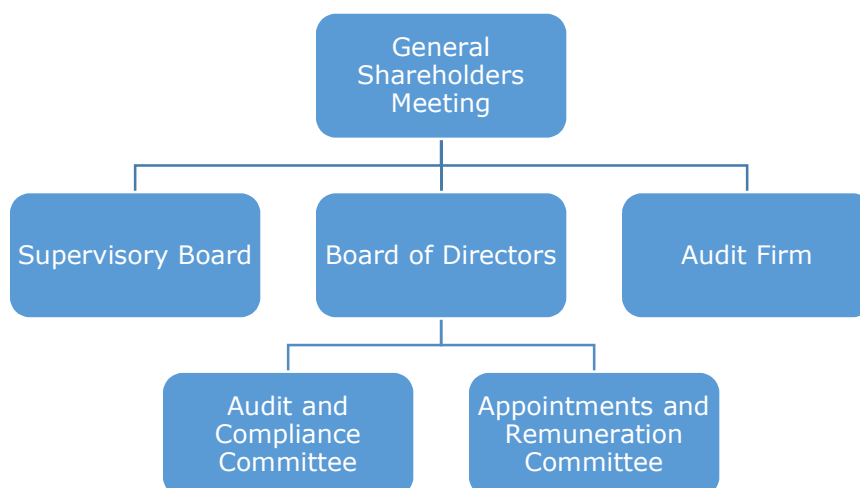 General
Shareholders
Meeting
Supervisory Board
Board of Directors
Audit Firm
Audit and
Compliance
Committee
Appointments and
Remuneration
Committee